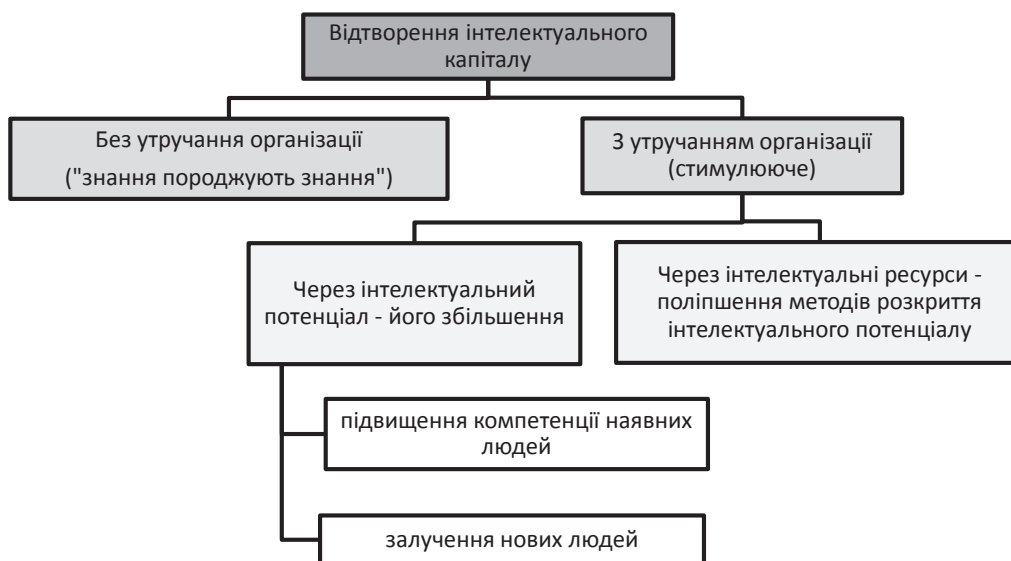 Відтворення інтелектуального
капіталу
Без утручання організації
("знання породжують знання")
З утручанням організації
(стимулююче)
Через інтелектуальний
потенціал - його збільшення
Через інтелектуальні ресурси -
поліпшення методів розкриття
інтелектуального потенціалу
підвищення компетенції наявних
людей
залучення нових людей